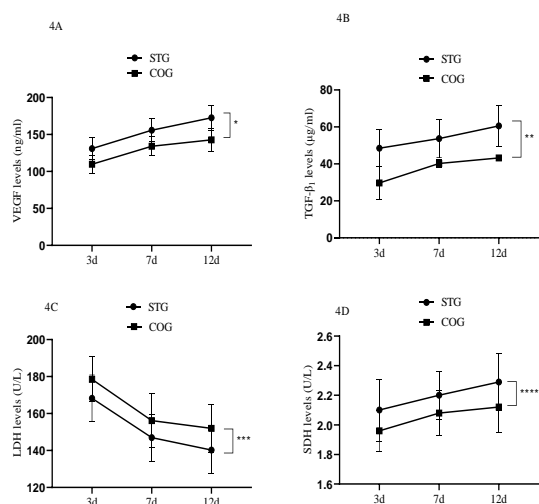 4A
STG
COG
VEGF levels (ng/ml)
200
150
100
50
0
3d
7d
12d
*
4B
STG
COG
TGF-β₁ levels (μg/ml)
80
60
40
20
0
3d
7d
12d
**
4C
STG
COG
LDH levels (U/L)
200
180
160
140
120
3d
7d
12d
***
4D
STG
COG
SDH levels (U/L)
2.6
2.4
2.2
2.0
1.8
1.6
3d
7d
12d
****